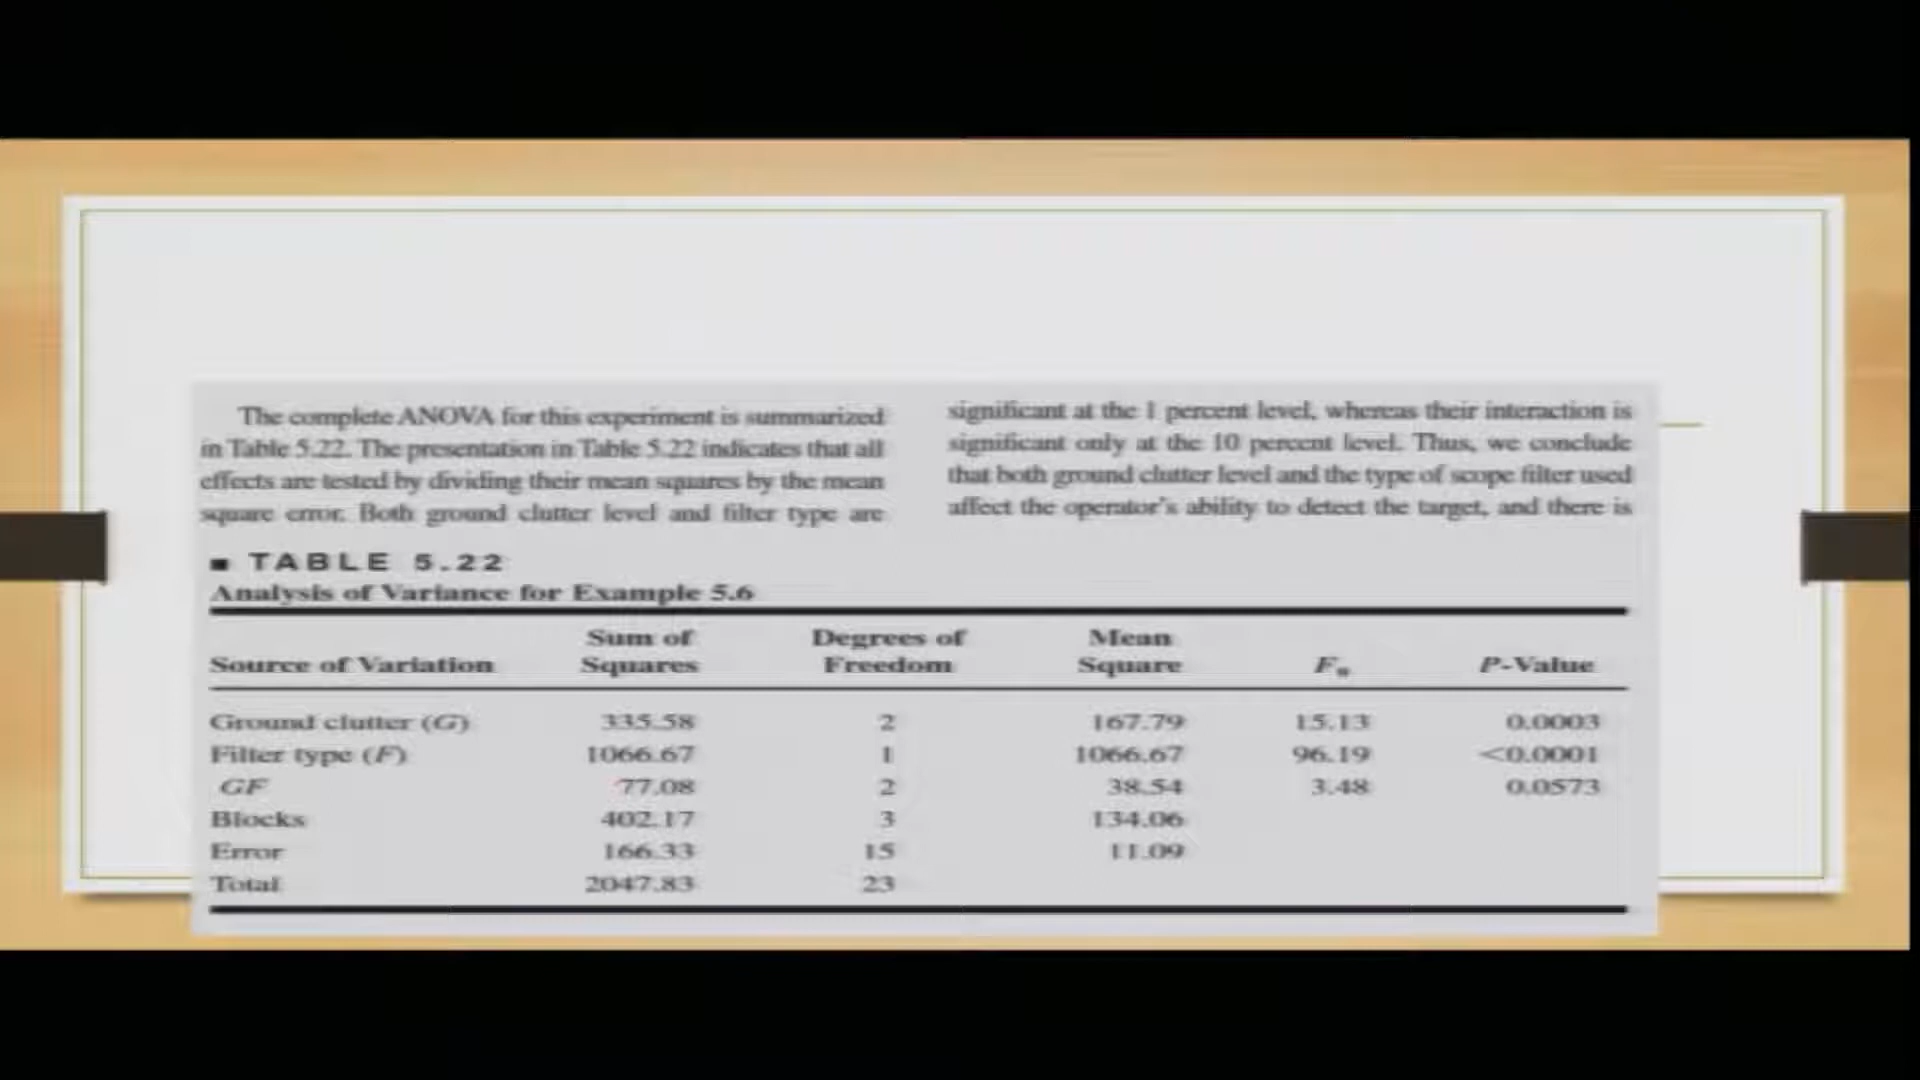 The complete ANOVA for this experiment is summarized
in Table 5.22. The presentation in Table 5.22 indicates that all
effects are tested by dividing their mean squares by the mean
square error. Both ground clutter level and filter type are
significant at the 1 percent level, whereas their interaction is
significant only at the 10 percent level. Thus, we conclude
that both ground clutter level and the type of scope filter used
affect the operator's ability to detect the target, and there is
■ TABLE 5.22
Analysis of Variance for Example 5.6
Sum of Degrees of Mean
Source of Variation Squares Freedom Square F₀ P-Value
Ground clutter (G) 335.58 2 167.79 15.13 0.0003
Filter type (F) 1066.67 1 1066.67 96.19 <0.0001
GF 77.08 2 38.54 3.48 0.0573
Blocks 402.17 3 134.06
Error 166.33 15 11.09
Total 2047.83 23